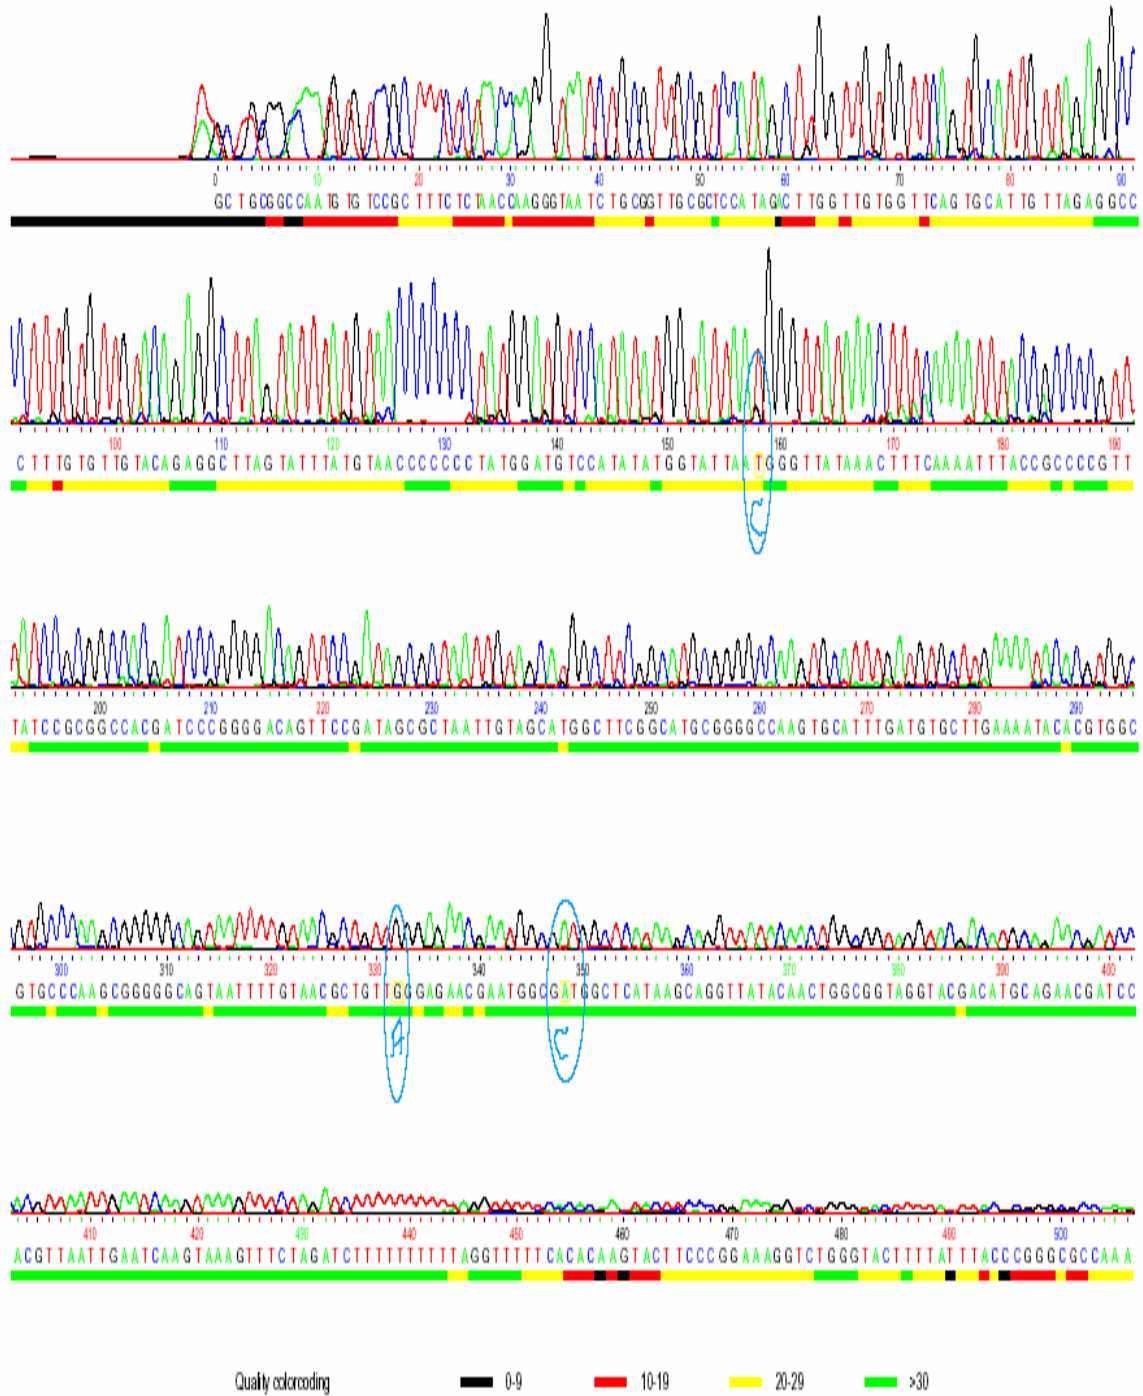 0 10 20 30 40 50 60 70 80 90
GCTGCGGCCAATGTGTCCGCTTTCTCTAACCAAGGGTAATCTGCGGTTGCGCTCCATAGACTTGGTTGTGGTTCAGTGCATTGTTAGAGGCC
100 110 120 130 140 150 160 170 180 190
CTTTGTGTTGTACAGAGGCTTAGTATTTATGTAACCCCCCCTATGGATGTCCATATATGGTATTAATGGGTTATAAACTTTCAAAATTTACCGCCCCGTT
C
200 210 220 230 240 250 260 270 280 290
TATCCGCGGCCACGATCCCGGGGACAGTTCCGATAGCGCTAATTGTAGCATGGCTTCGGCATGCGGGGCCAAGTGCATTTGATGTGCTTGAAAATACACGTGGC
300 310 320 330 340 350 360 370 380 390 400
GTGCCCAAGCGGGGGCAGTAATTTTGTAACGCTGTTGGGAGAACGAATGGCGATGGCTCATAAGCAGGTTATACAACTGGCGGTAGGTACGACATGCAGAACGATCC
A C
410 420 430 440 450 460 470 480 490 500
ACGTTAATTGAATCAAGTAAAGTTTCTAGATCTTTTTTTTTTAGGTTTTTCACACAAGTACTTCCCGGAAAGGTCTGGGTACTTTTATTTACCCGGGCGCCAAA
Quality colorcoding 0-9 10-19 20-29 >30